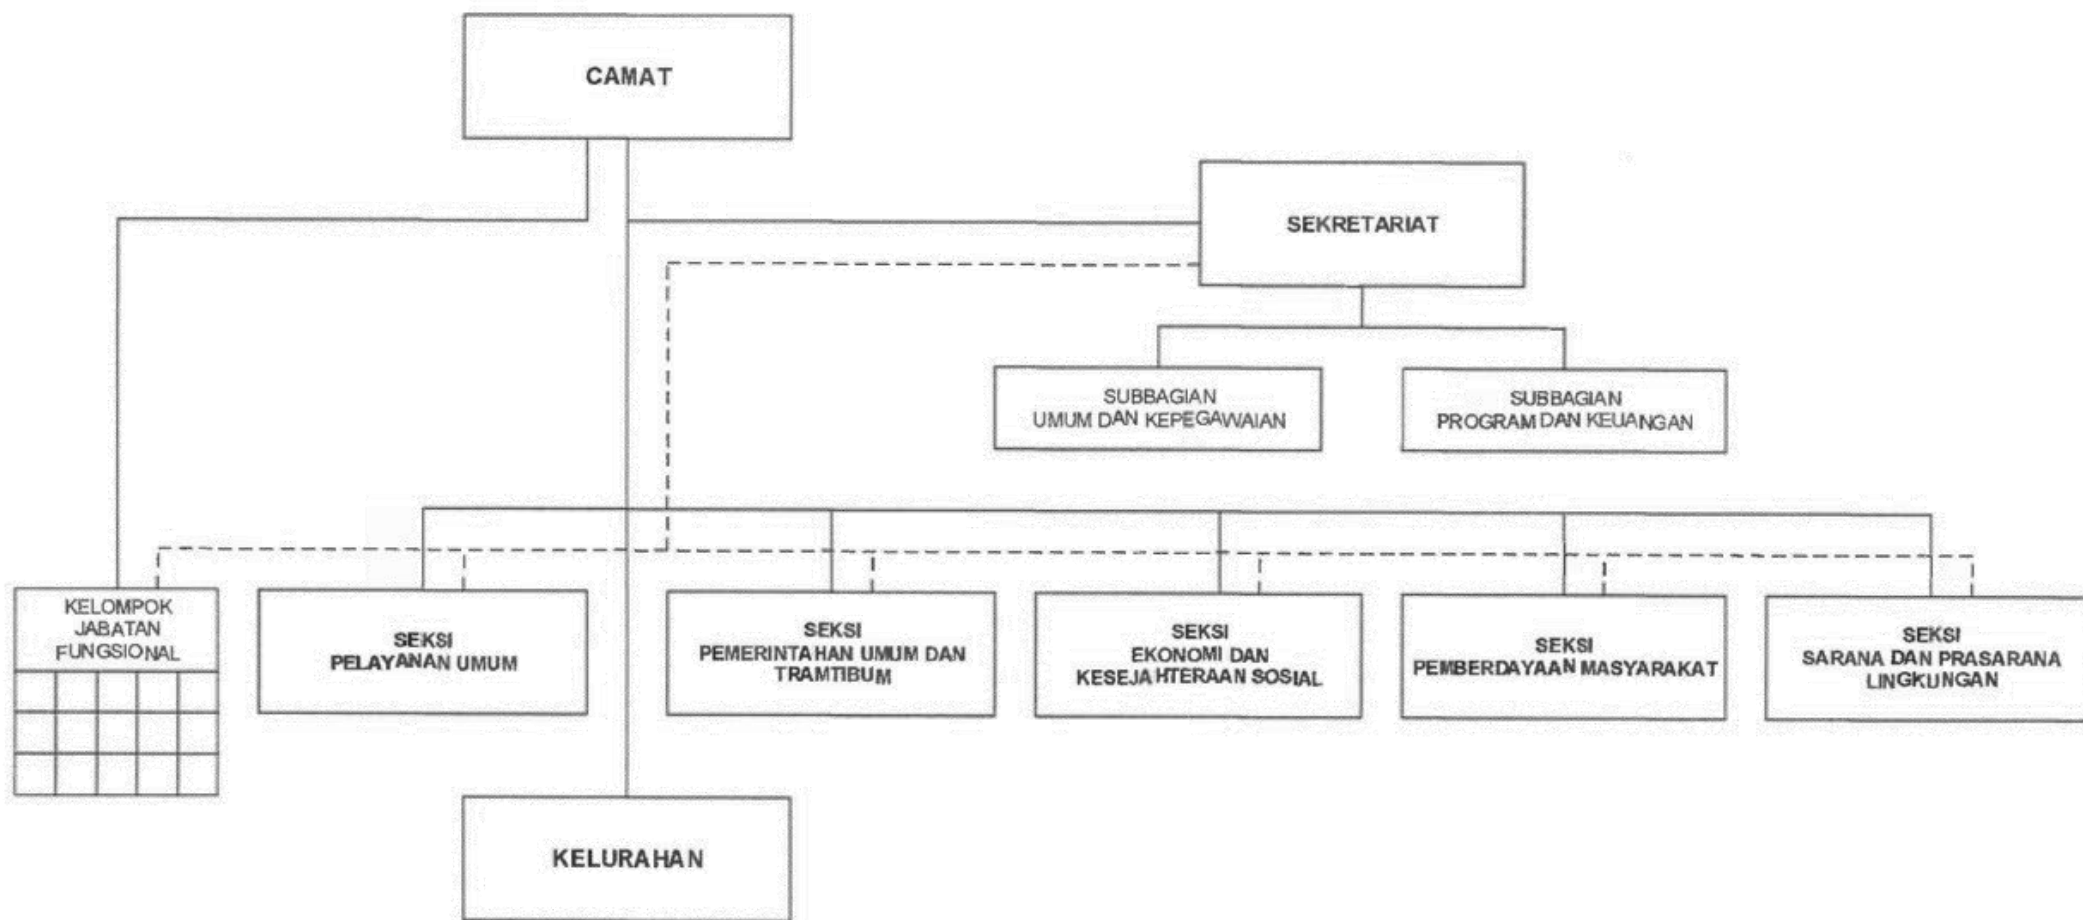 CAMAT
SEKRETARIAT
SUBBAGIAN
UMUM DAN KEPEGAWAIAN
SUBBAGIAN
PROGRAM DAN KEUANGAN
KELOMPOK
JABATAN
FUNGSIONAL
SEKSI
PELAYANAN UMUM
SEKSI
PEMERINTAHAN UMUM DAN
TRAMTIBUM
SEKSI
EKONOMI DAN
KESEJAHTERAAN SOSIAL
SEKSI
PEMBERDAYAAN MASYARAKAT
SEKSI
SARANA DAN PRASARANA
LINGKUNGAN
KELURAHAN